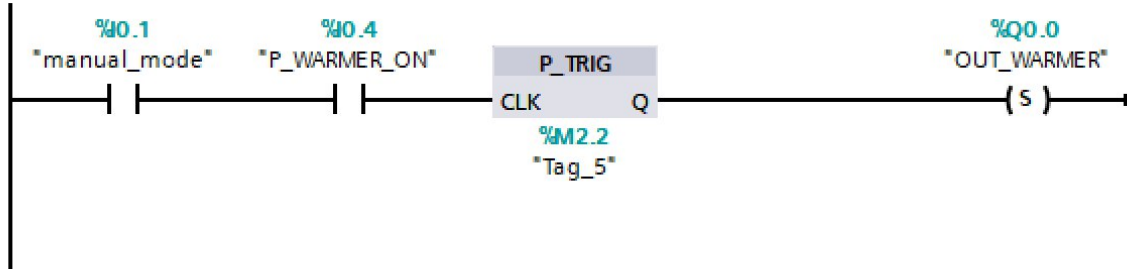 %I0.1
"manual_mode"
%I0.4
"P_WARMER_ON"
P_TRIG
CLK Q
%M2.2
"Tag_5"
%Q0.0
"OUT_WARMER"
S